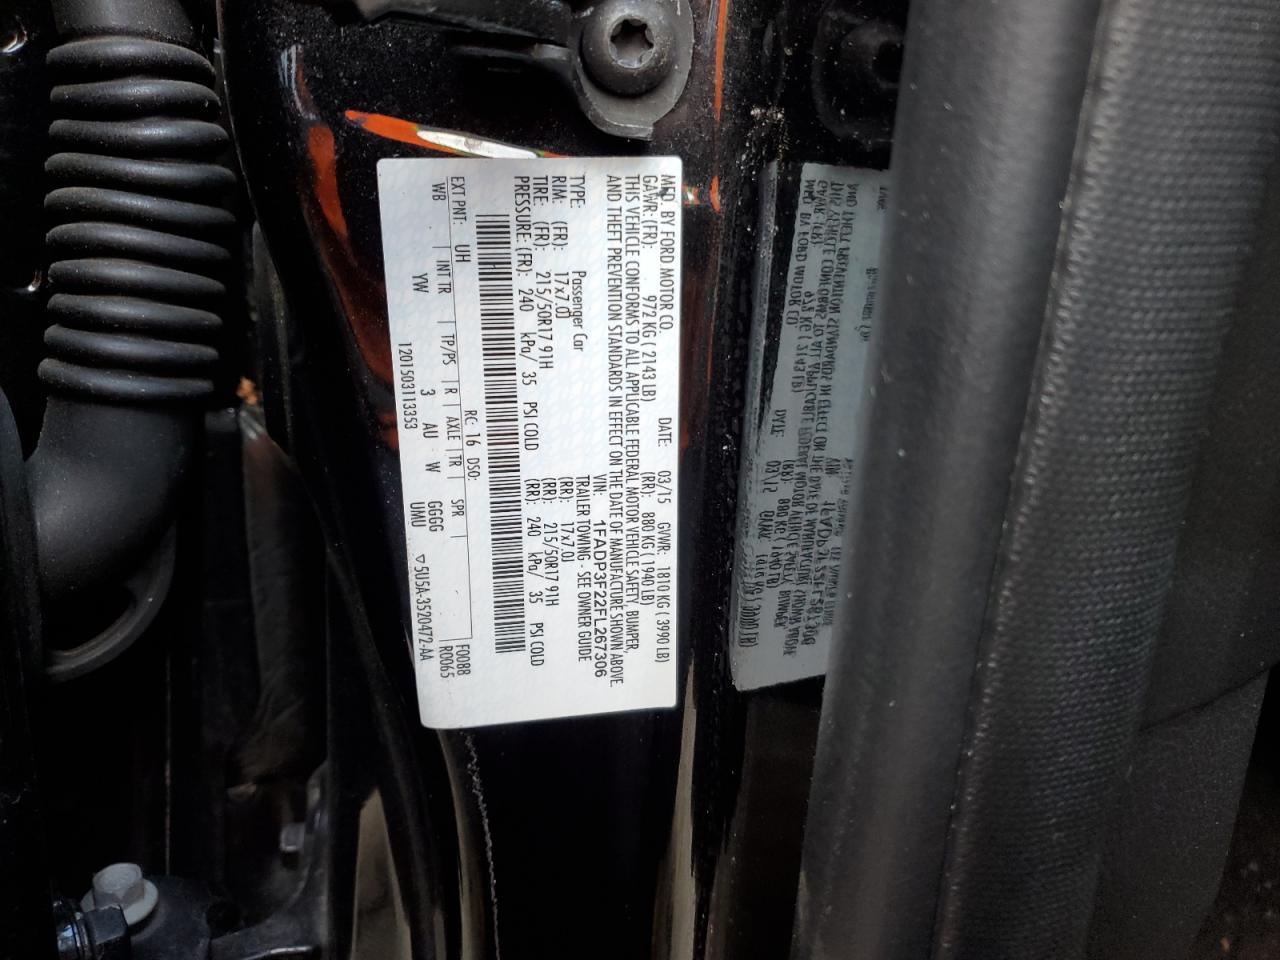 MFD. BY FORD MOTOR CO. DATE: 03/15 GVWR: 1810 KG ( 3990 LB)
GAWR: (FR): 972 KG ( 2143 LB) (RR): 880 KG ( 1940 LB)
THIS VEHICLE CONFORMS TO ALL APPLICABLE FEDERAL MOTOR VEHICLE SAFETY, BUMPER,
AND THEFT PREVENTION STANDARDS IN EFFECT ON THE DATE OF MANUFACTURE SHOWN ABOVE.
VIN: 1FADP3F22FL267306
TYPE: Passenger Car TRAILER TOWING - SEE OWNER GUIDE
RIM: (FR): 17x7.0J (RR): 17x7.0J
TIRE: (FR): 215/50R17 91H (RR): 215/50R17 91H
PRESSURE: (FR): 240 kPa/ 35 PSI COLD (RR): 240 kPa/ 35 PSI COLD
RC: 16 DSO: F0088
EXT PNT: UH INT TR TP/PS R AXLE TR SPR R0065
WB YW 3 AU W GGGG
1201503113353 UMU ▽5U5A-3520472-AA